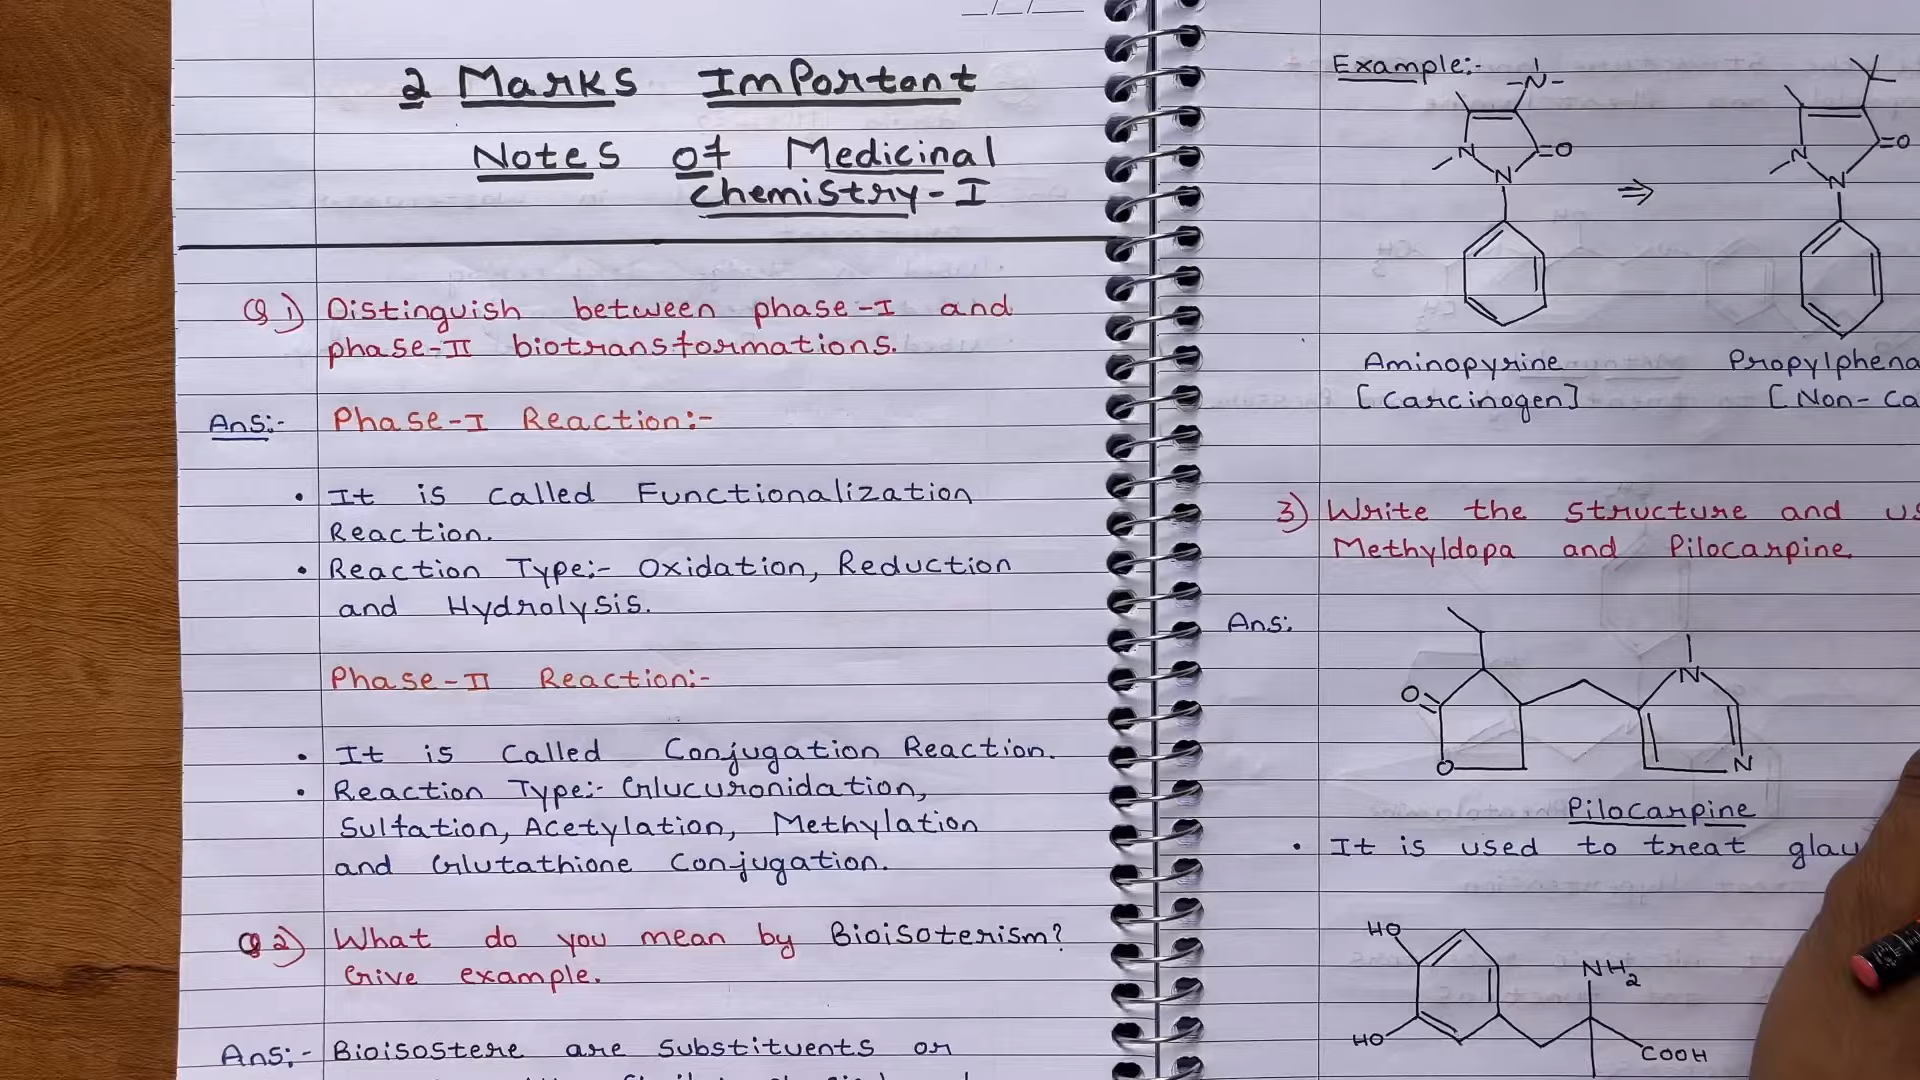 2 Marks Important
Notes of Medicinal
Chemistry-I
Q 1) Distinguish between phase-I and
phase-II biotransformations.
Ans:- Phase-I Reaction:-
• It is called Functionalization
Reaction.
• Reaction Type:- Oxidation, Reduction
and Hydrolysis.
Phase-II Reaction:-
• It is called Conjugation Reaction.
• Reaction Type:- Glucuronidation,
Sulfation, Acetylation, Methylation
and Glutathione Conjugation.
Q 2) What do you mean by Bioisoterism?
Give example.
Ans:- Bioisostere are substituents or
Example:-
N
N
N
=O
⇒
N
N
=O
Aminopyrine
[Carcinogen]
Propylphena
[Non-Ca
3) Write the structure and us
Methyldopa and Pilocarpine.
Ans:
O
O
N
N
Pilocarpine
• It is used to treat glau
HO
HO
NH2
COOH